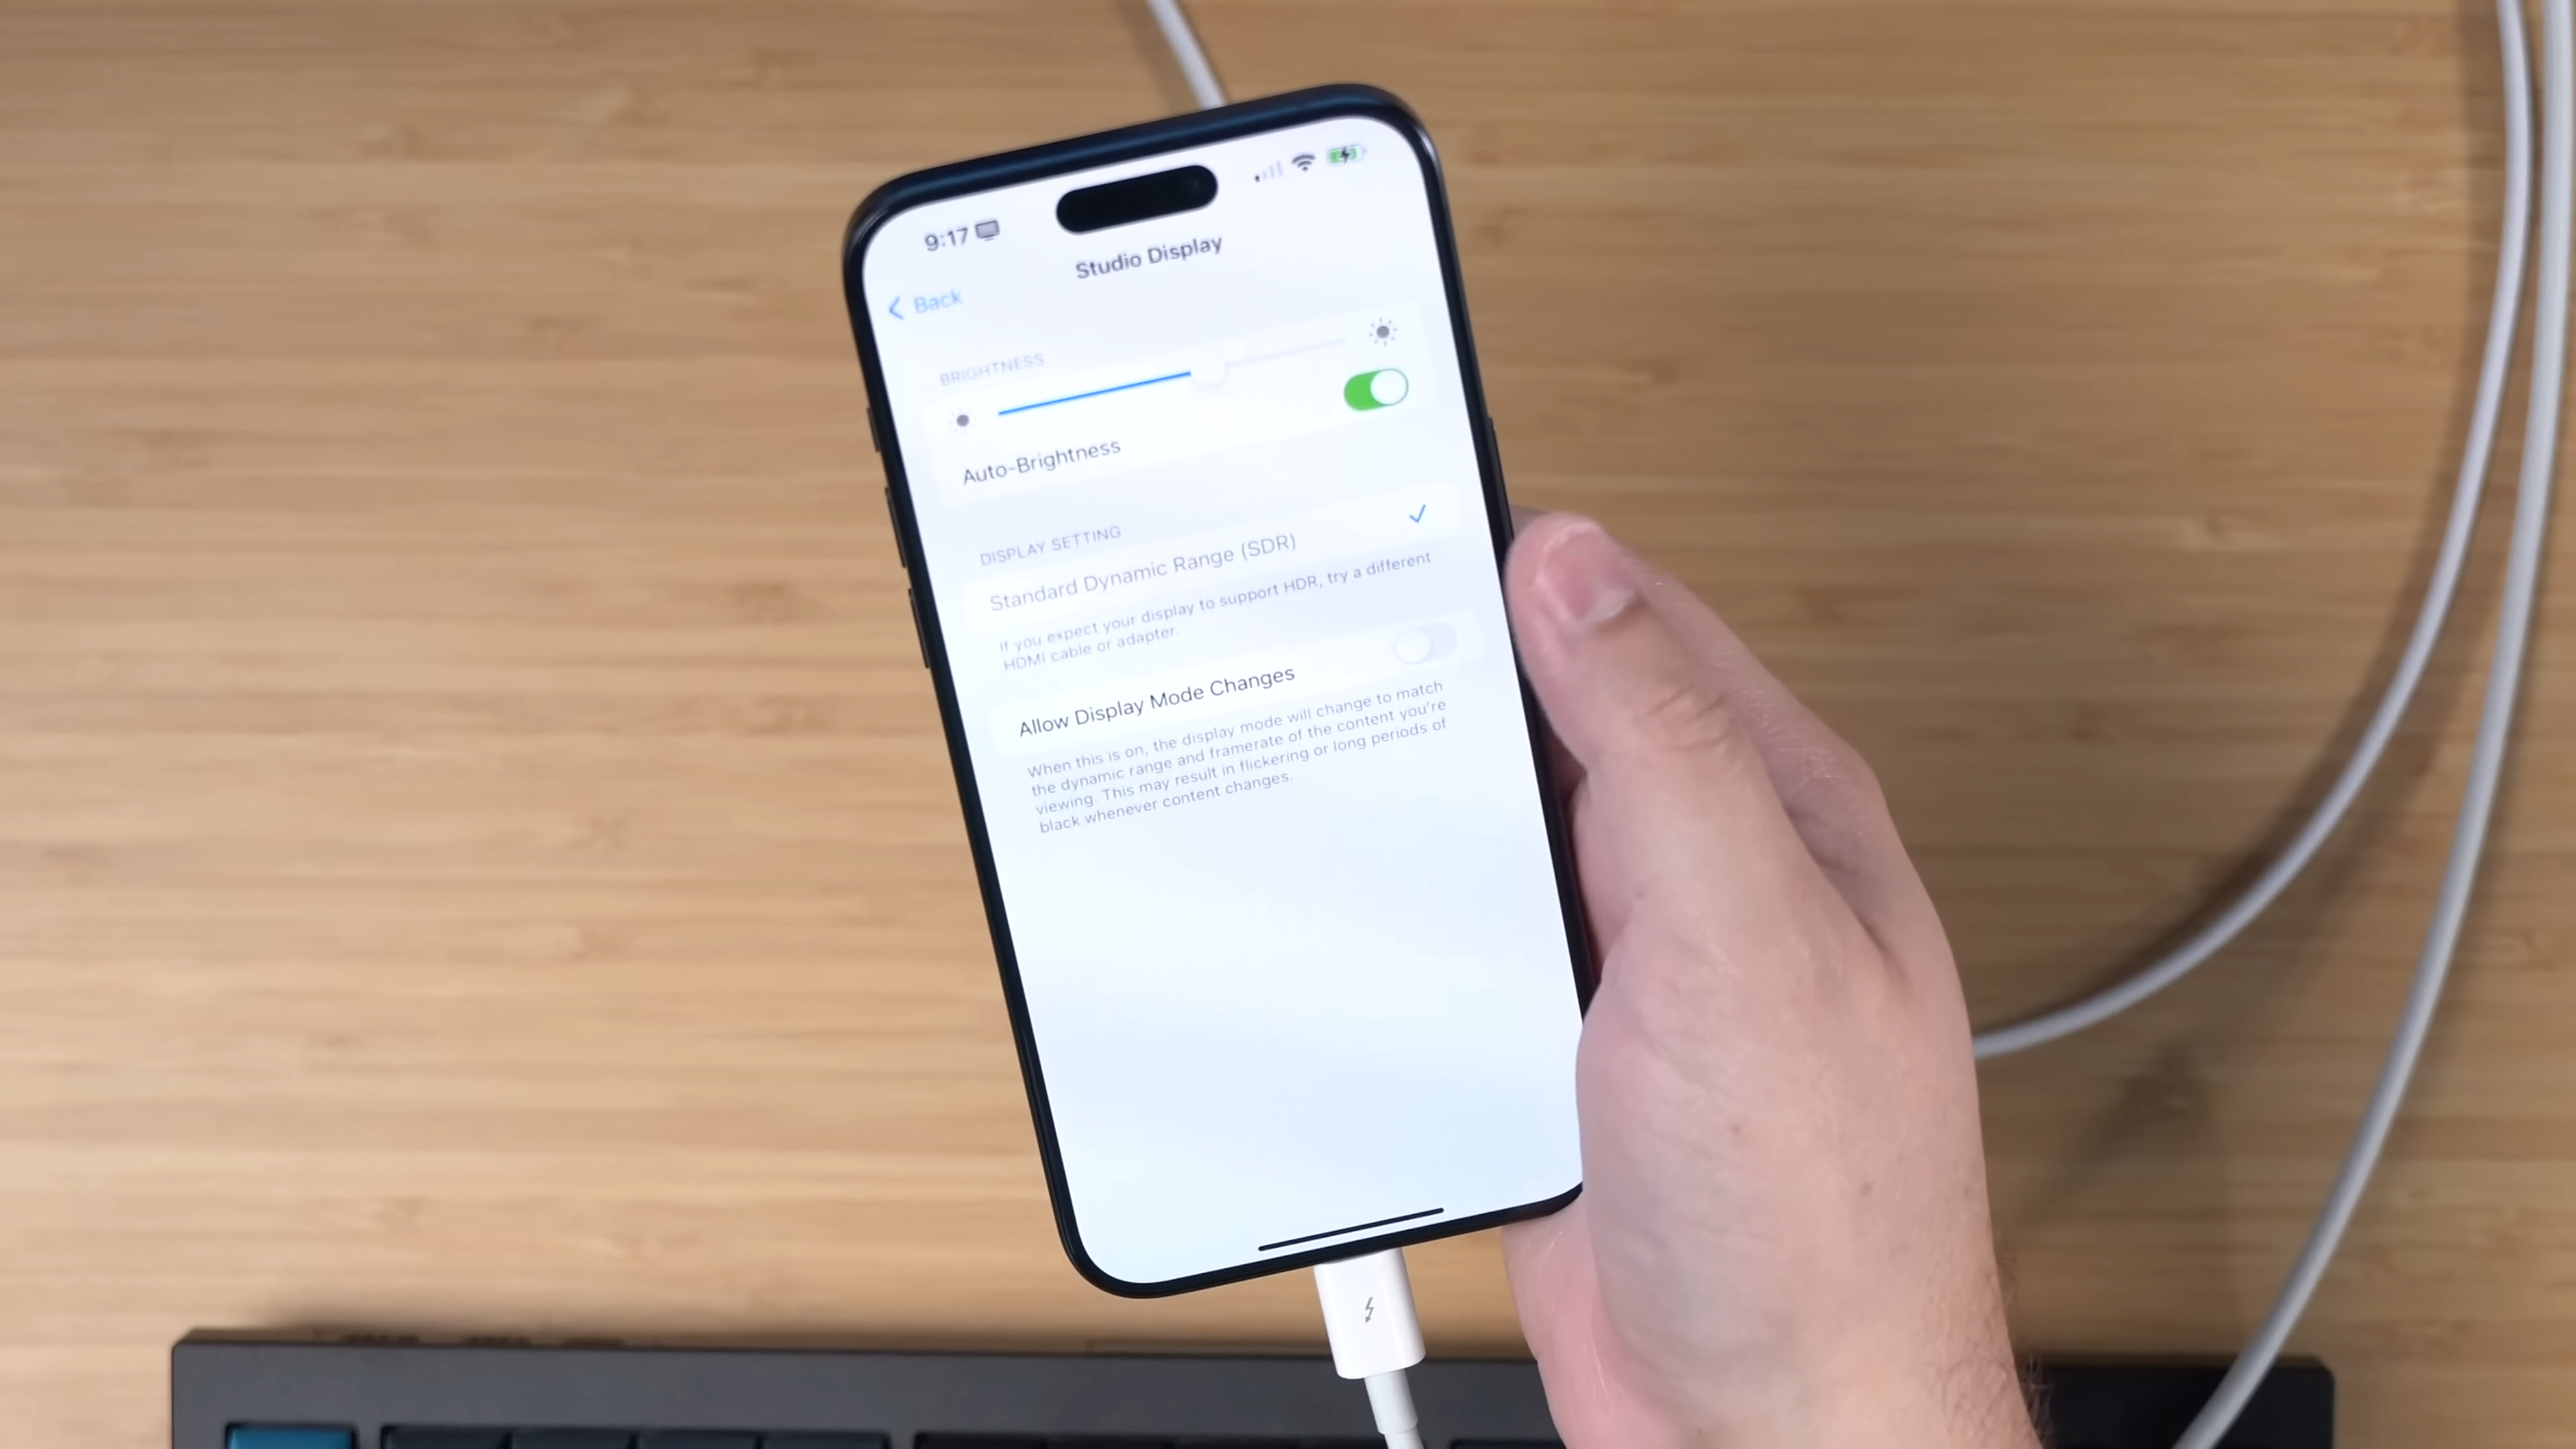 9:17
Studio Display
Back
BRIGHTNESS
Auto-Brightness
DISPLAY SETTING
Standard Dynamic Range (SDR)
If you expect your display to support HDR, try a different
HDMI cable or adapter.
Allow Display Mode Changes
When this is on, the display mode will change to match
the dynamic range and framerate of the content you're
viewing. This may result in flickering or long periods of
black whenever content changes.